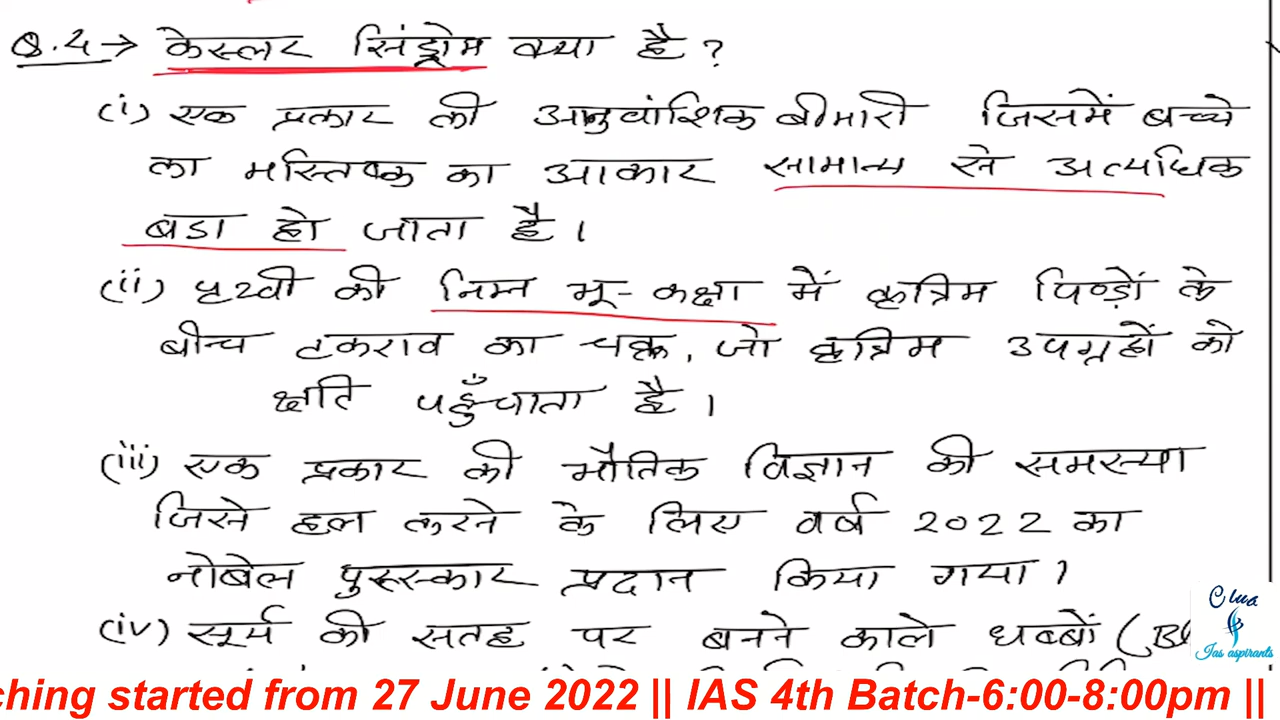 Q.4→ केस्लर सिंड्रोम क्या है?
(i) एक प्रकार की आनुवांशिक बीमारी जिसमें बच्चे
का मस्तिष्क का आकार सामान्य से अत्यधिक
बडा हो जाता है।
(ii) पृथ्वी की निम्न भू-कक्षा में कृत्रिम पिण्ड़ों के
बीच टकराव का चक्र, जो कृत्रिम उपग्रहों को
क्षति पहुँचाता है।
(iii) एक प्रकार की भौतिक विज्ञान की समस्या
जिसे हल करने के लिए वर्ष 2022 का
नोबेल पुरूस्कार प्रदान किया गया।
(iv) सूर्य की सतह पर बनने काले धब्बों (
Ias aspirants
ching started from 27 June 2022 || IAS 4th Batch-6:00-8:00pm ||